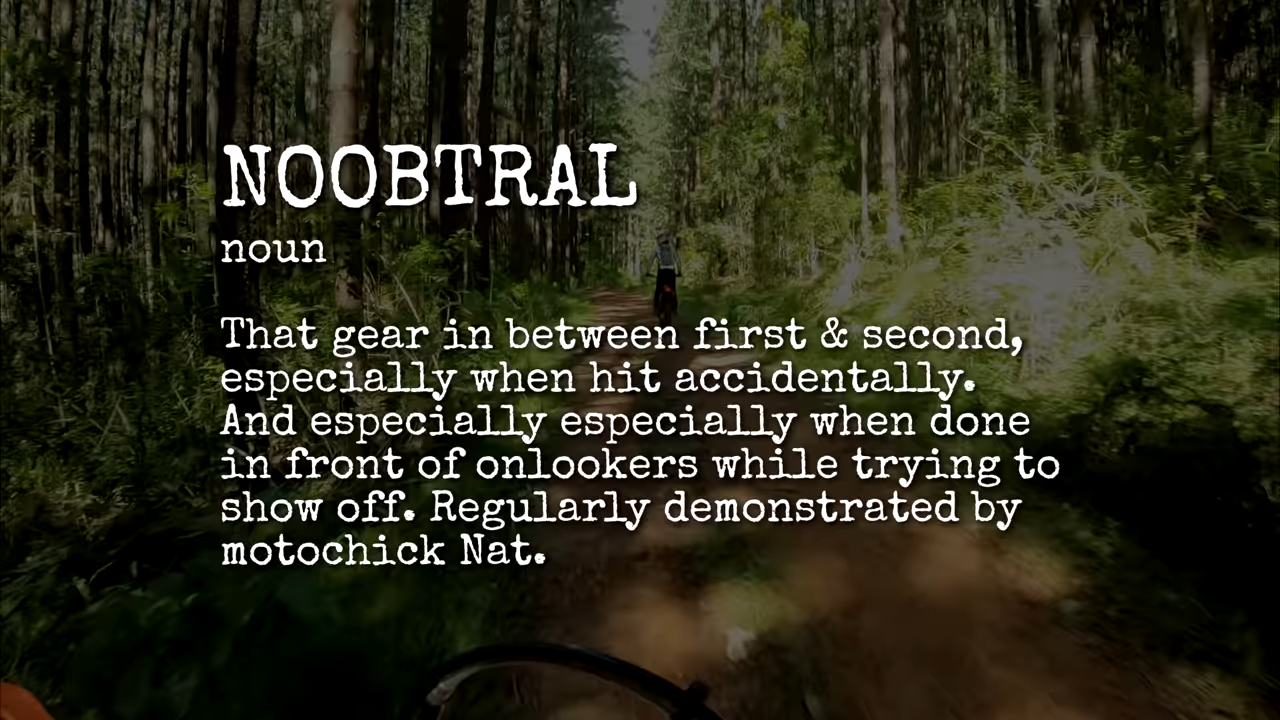 NOOBTRAL
noun
That gear in between first & second,
especially when hit accidentally.
And especially especially when done
in front of onlookers while trying to
show off. Regularly demonstrated by
motochick Nat.